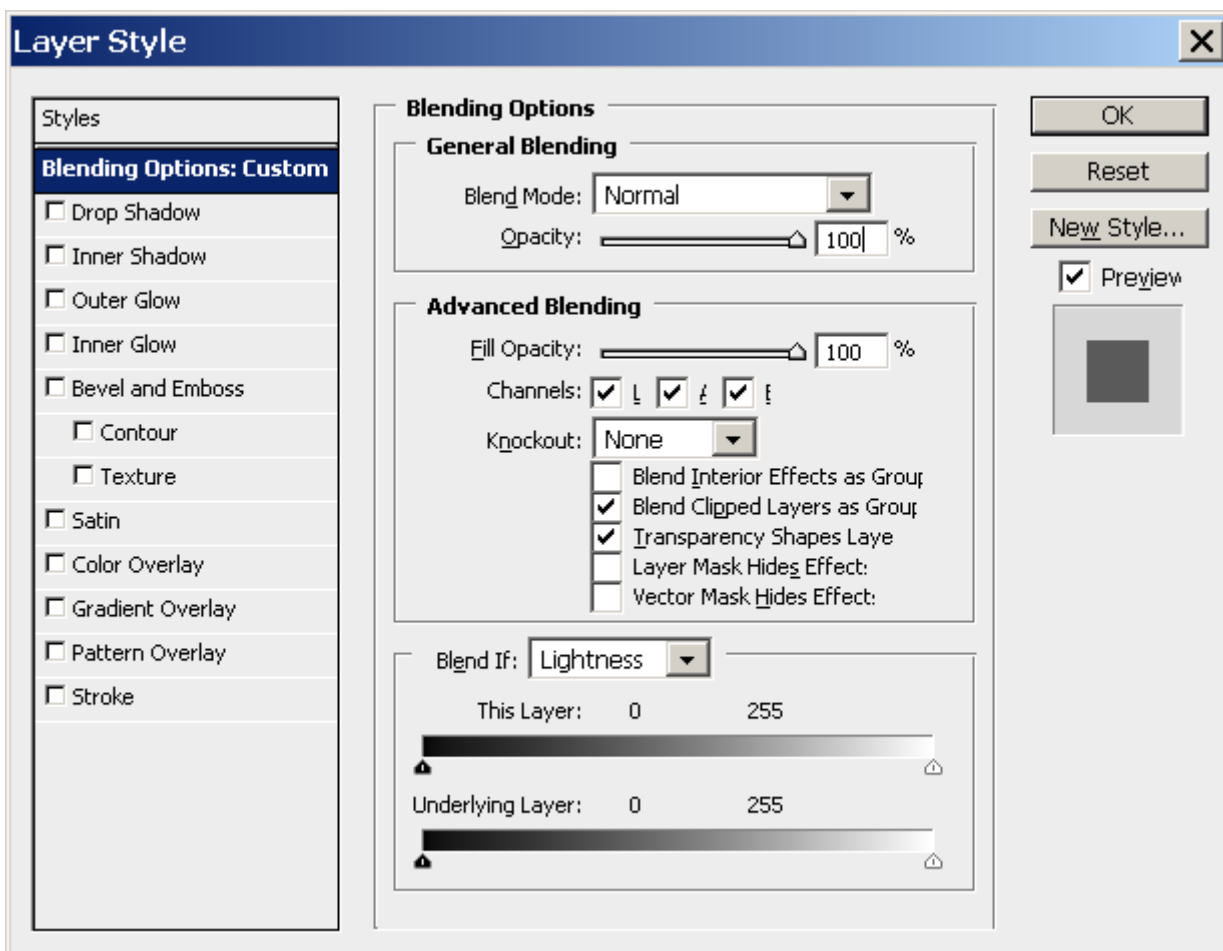 Layer Style
Styles
Blending Options: Custom
Drop Shadow
Inner Shadow
Outer Glow
Inner Glow
Bevel and Emboss
Contour
Texture
Satin
Color Overlay
Gradient Overlay
Pattern Overlay
Stroke
Blending Options
General Blending
Blend Mode: Normal
Opacity: 100 %
Advanced Blending
Fill Opacity: 100 %
Channels: L
Knockout: None
Blend Interior Effects as Group
Blend Clipped Layers as Group
Transparency Shapes Laye
Layer Mask Hides Effect:
Vector Mask Hides Effect:
Blend If: Lightness
This Layer: 0 255
Underlying Layer: 0 255
OK
Reset
New Style...
Preview